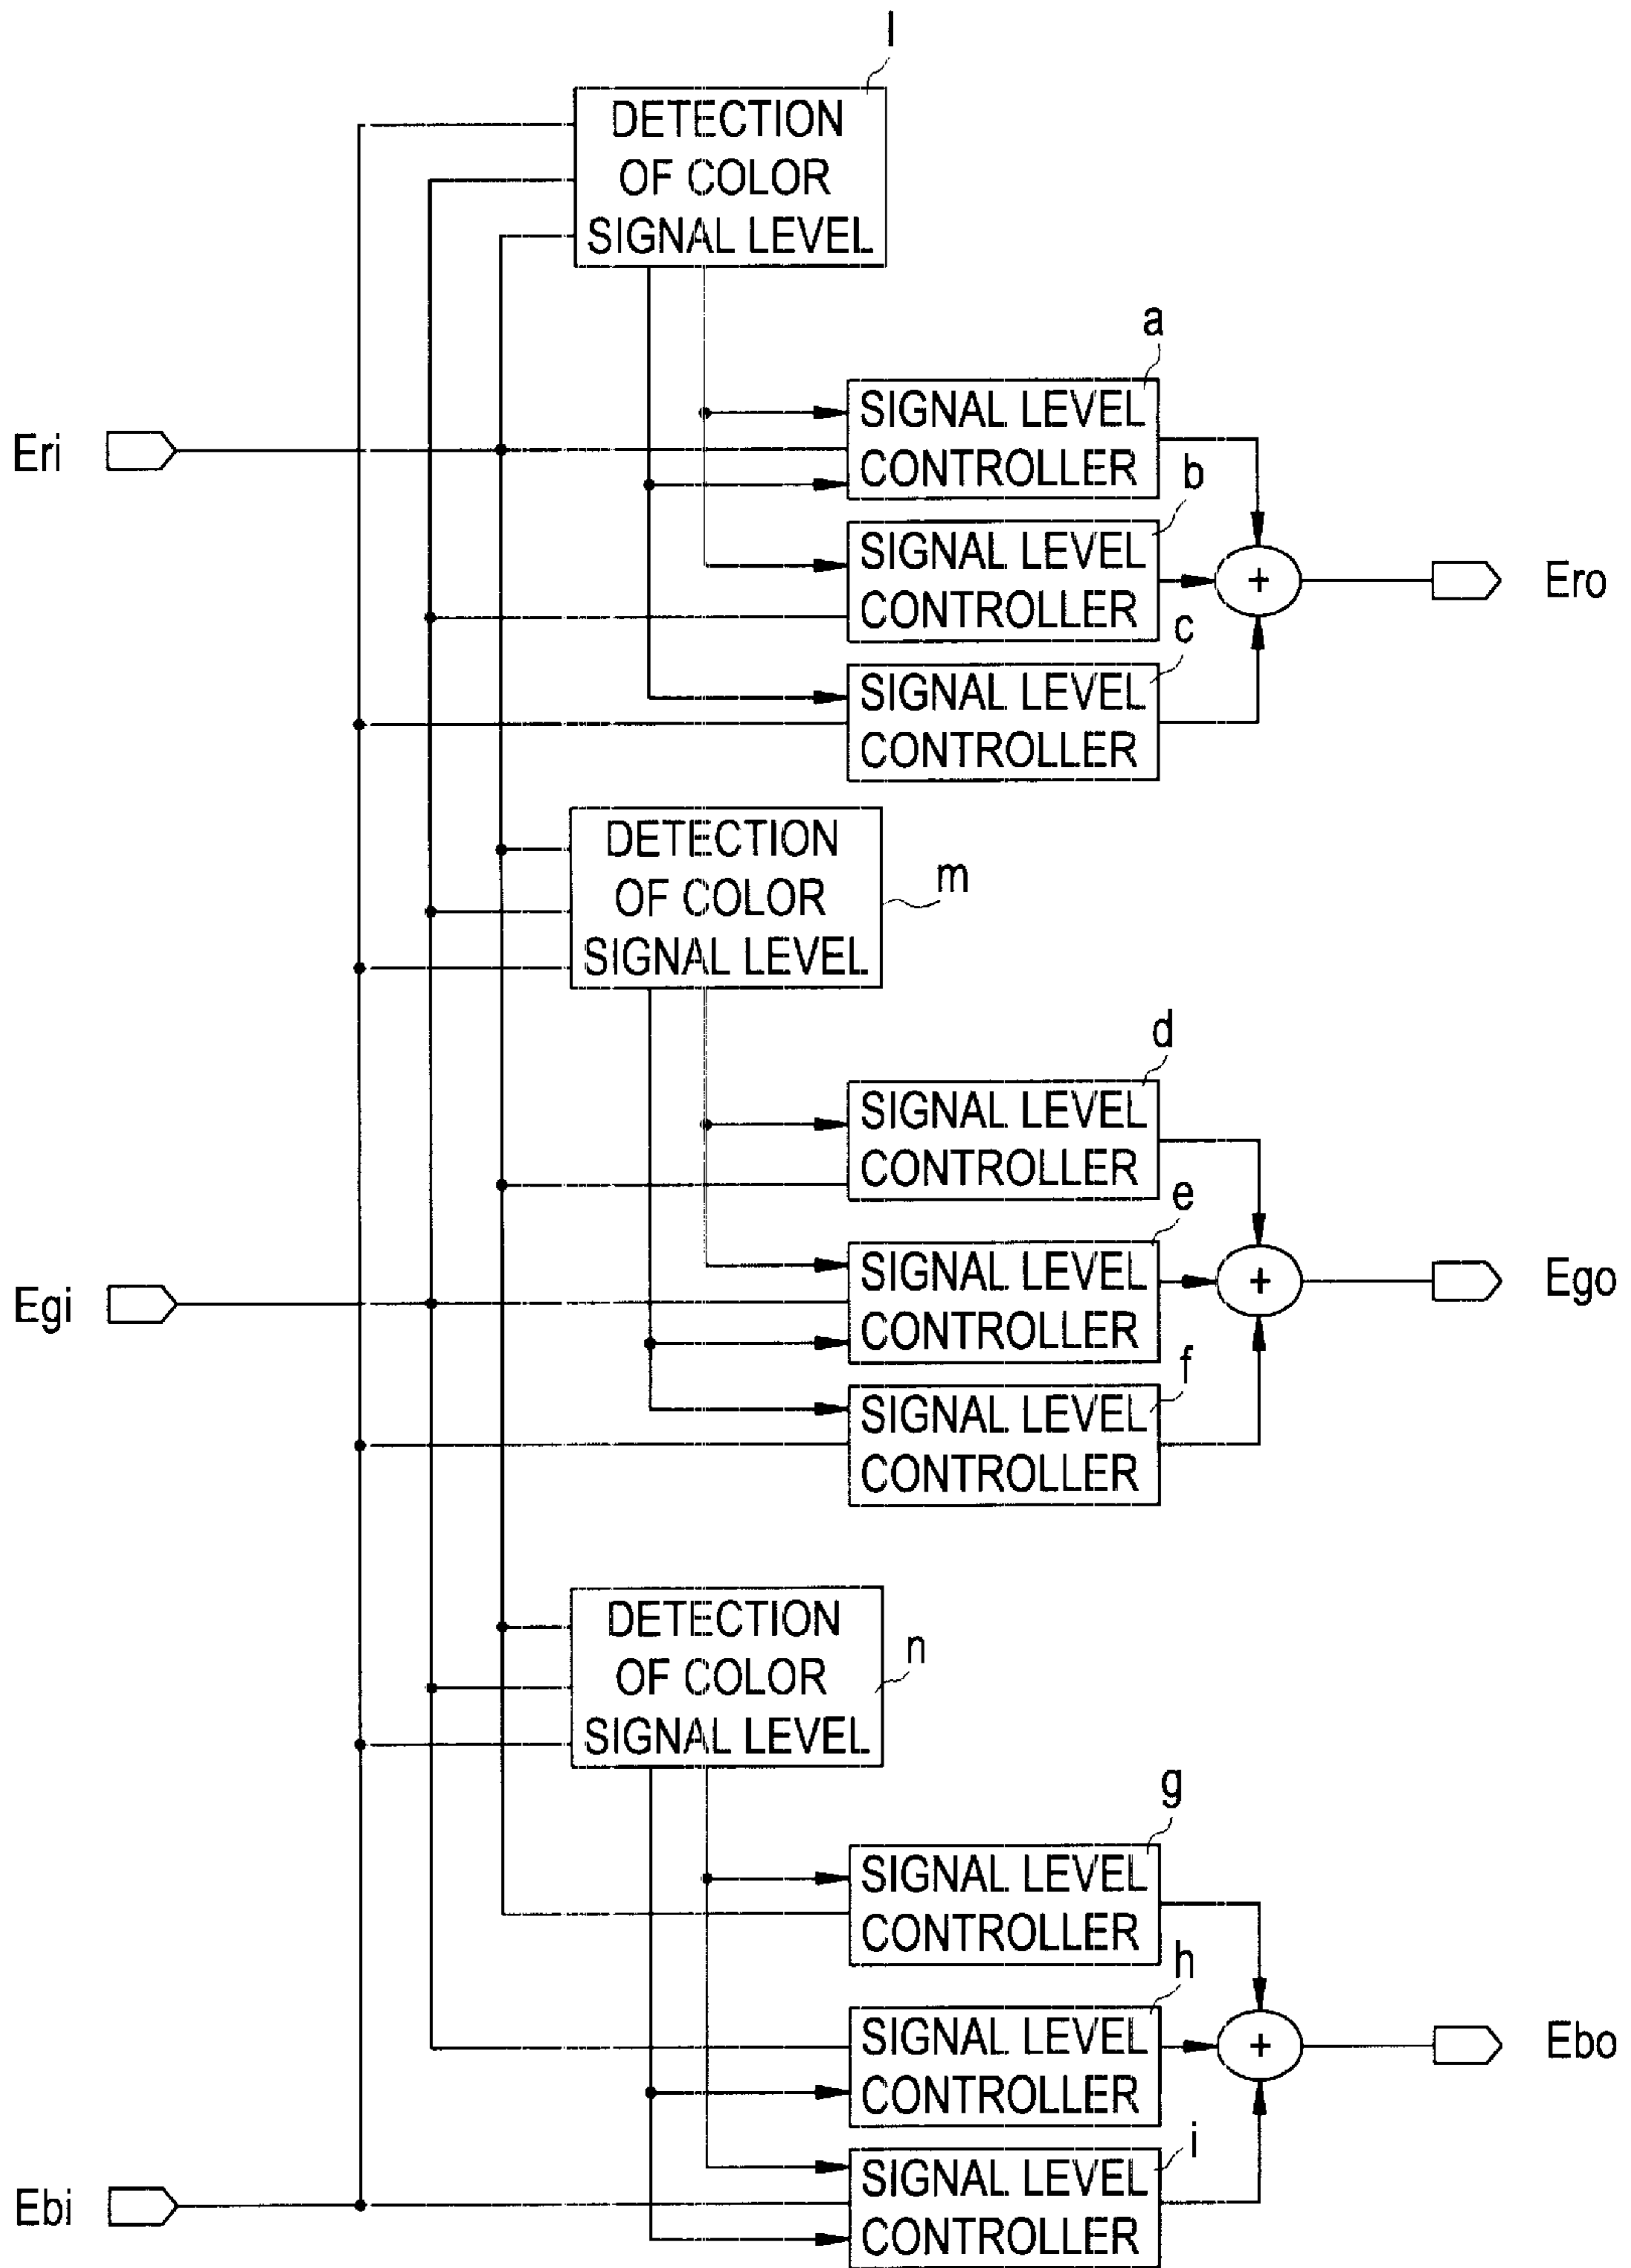 l
DETECTION
OF COLOR
SIGNAL LEVEL
a
SIGNAL LEVEL
CONTROLLER
Eri
b
SIGNAL LEVEL
CONTROLLER
+
Ero
c
SIGNAL LEVEL
CONTROLLER
DETECTION
OF COLOR
SIGNAL LEVEL
m
d
SIGNAL LEVEL
CONTROLLER
e
SIGNAL LEVEL
CONTROLLER
Egi
+
Ego
f
SIGNAL LEVEL
CONTROLLER
DETECTION
OF COLOR
SIGNAL LEVEL
n
g
SIGNAL LEVEL
CONTROLLER
h
SIGNAL LEVEL
CONTROLLER
+
Ebo
i
SIGNAL LEVEL
CONTROLLER
Ebi